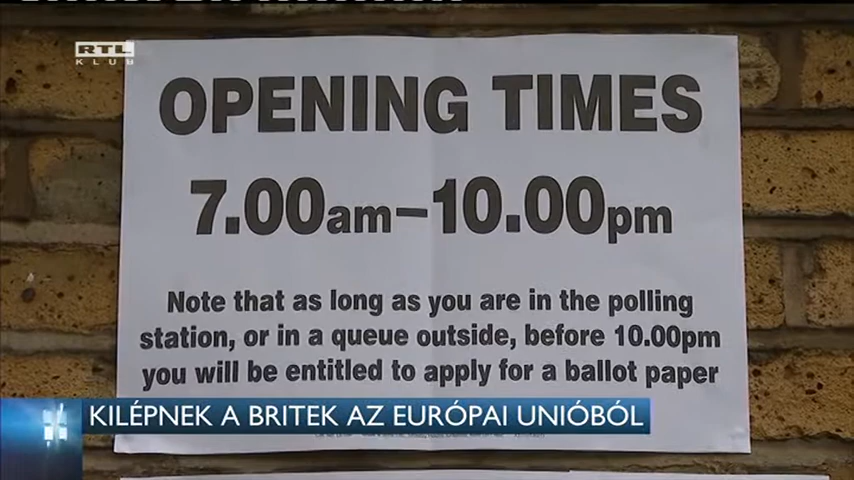 RTL
KLUB
OPENING TIMES
7.00am–10.00pm
Note that as long as you are in the polling
station, or in a queue outside, before 10.00pm
you will be entitled to apply for a ballot paper
KILÉPNEK A BRITEK AZ EURÓPAI UNIÓBÓL